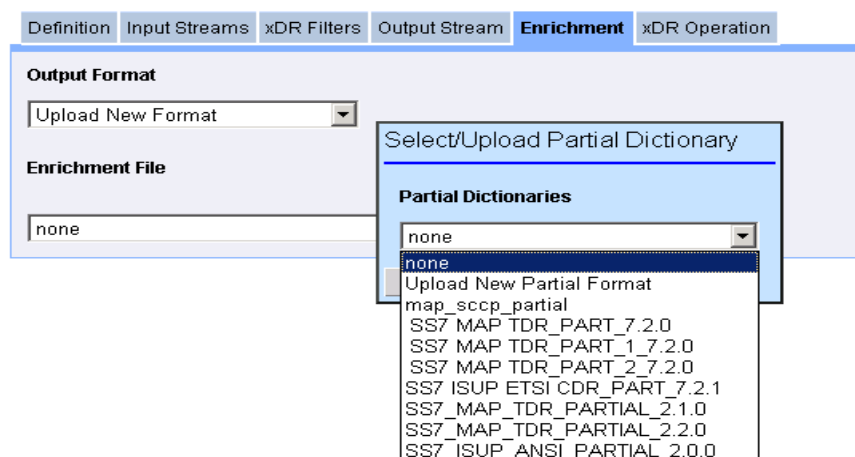 Definition Input Streams xDR Filters Output Stream Enrichment xDR Operation
Output Format
Upload New Format
Select/Upload Partial Dictionary
Enrichment File
Partial Dictionaries
none
none
none
Upload New Partial Format
map_sccp_partial
SS7 MAP TDR_PART_7.2.0
SS7 MAP TDR_PART_1_7.2.0
SS7 MAP TDR_PART_2_7.2.0
SS7 ISUP ETSI CDR_PART_7.2.1
SS7_MAP_TDR_PARTIAL_2.1.0
SS7_MAP_TDR_PARTIAL_2.2.0
SS7_ISUP_ANSI_PARTIAL_2.0.0